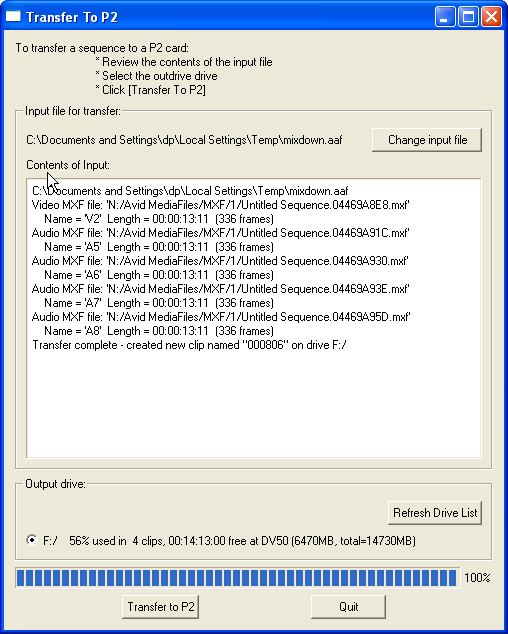 Transfer To P2
To transfer a sequence to a P2 card:
* Review the contents of the input file
* Select the outdrive drive
* Click [Transfer To P2]
Input file for transfer:
C:\Documents and Settings\dp\Local Settings\Temp\mixdown.aaf
Change input file
Contents of Input:
C:\Documents and Settings\dp\Local Settings\Temp\mixdown.aaf
Video MXF file: 'N:/Avid MediaFiles/MXF/1/Untitled Sequence.04469A8E8.mxf'
Name = 'V2' Length = 00:00:13:11 (336 frames)
Audio MXF file: 'N:/Avid MediaFiles/MXF/1/Untitled Sequence.04469A91C.mxf'
Name = 'A5' Length = 00:00:13:11 (336 frames)
Audio MXF file: 'N:/Avid MediaFiles/MXF/1/Untitled Sequence.04469A930.mxf'
Name = 'A6' Length = 00:00:13:11 (336 frames)
Audio MXF file: 'N:/Avid MediaFiles/MXF/1/Untitled Sequence.04469A93E.mxf'
Name = 'A7' Length = 00:00:13:11 (336 frames)
Audio MXF file: 'N:/Avid MediaFiles/MXF/1/Untitled Sequence.04469A95D.mxf'
Name = 'A8' Length = 00:00:13:11 (336 frames)
Transfer complete - created new clip named "000806" on drive F:/
Output drive:
Refresh Drive List
F:/ 56% used in 4 clips, 00:14:13:00 free at DV50 (6470MB, total=14730MB)
100%
Transfer to P2
Quit